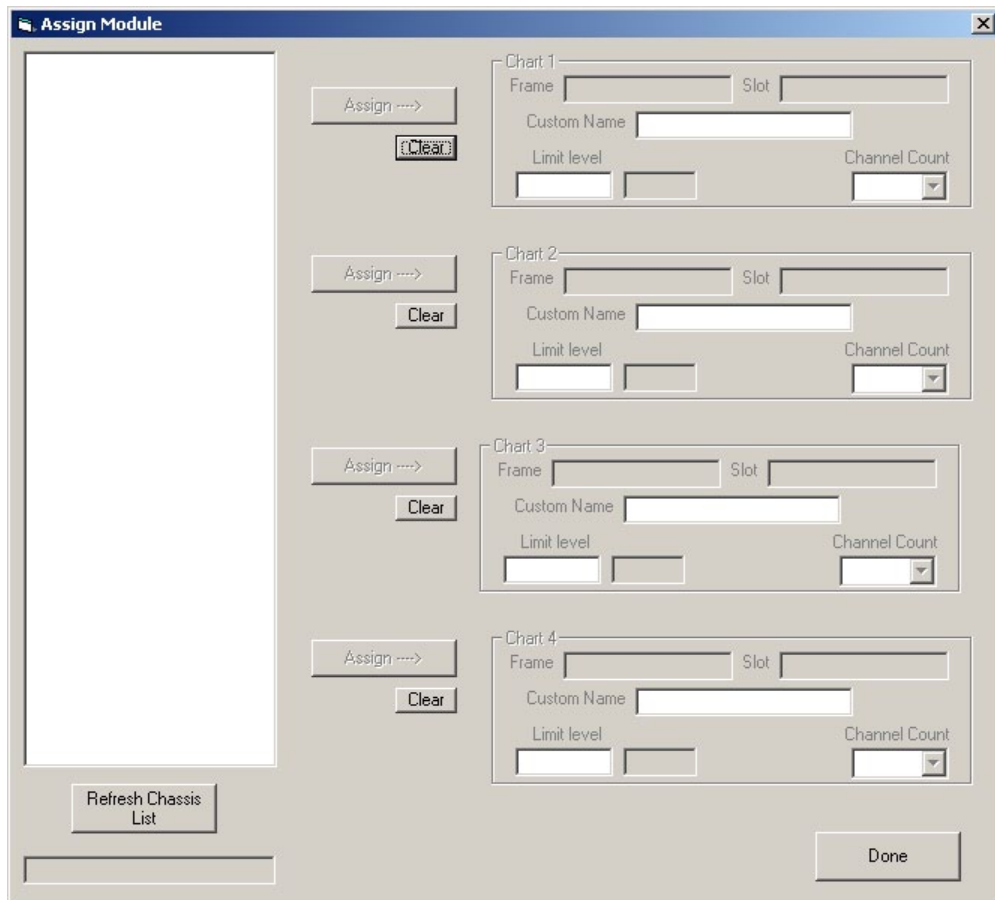 Assign Module
Chart 1
Frame Slot
Assign ---->
Custom Name
Clear
Limit level Channel Count
Chart 2
Frame Slot
Assign ---->
Custom Name
Clear
Limit level Channel Count
Chart 3
Frame Slot
Assign ---->
Custom Name
Clear
Limit level Channel Count
Chart 4
Frame Slot
Assign ---->
Custom Name
Clear
Limit level Channel Count
Refresh Chassis
List
Done